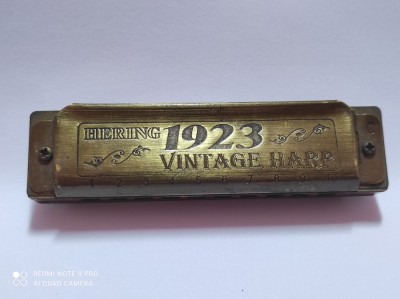 HERING 1923
VINTAGE HARP
1 2 3 4 5 6 7 8 9 10
REDMI NOTE 9 PRO
AI QUAD CAMERA